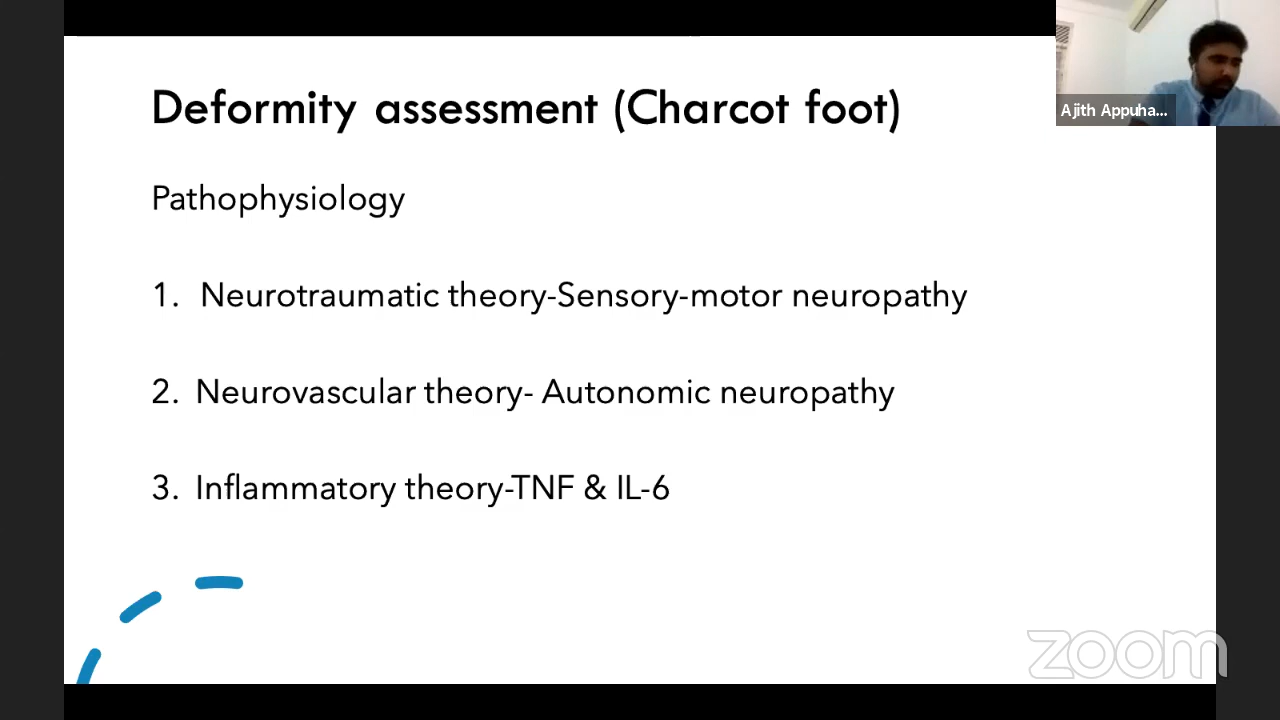 Deformity assessment (Charcot foot)
Ajith Appuha...
Pathophysiology
1. Neurotraumatic theory-Sensory-motor neuropathy
2. Neurovascular theory- Autonomic neuropathy
3. Inflammatory theory-TNF & IL-6
zoom